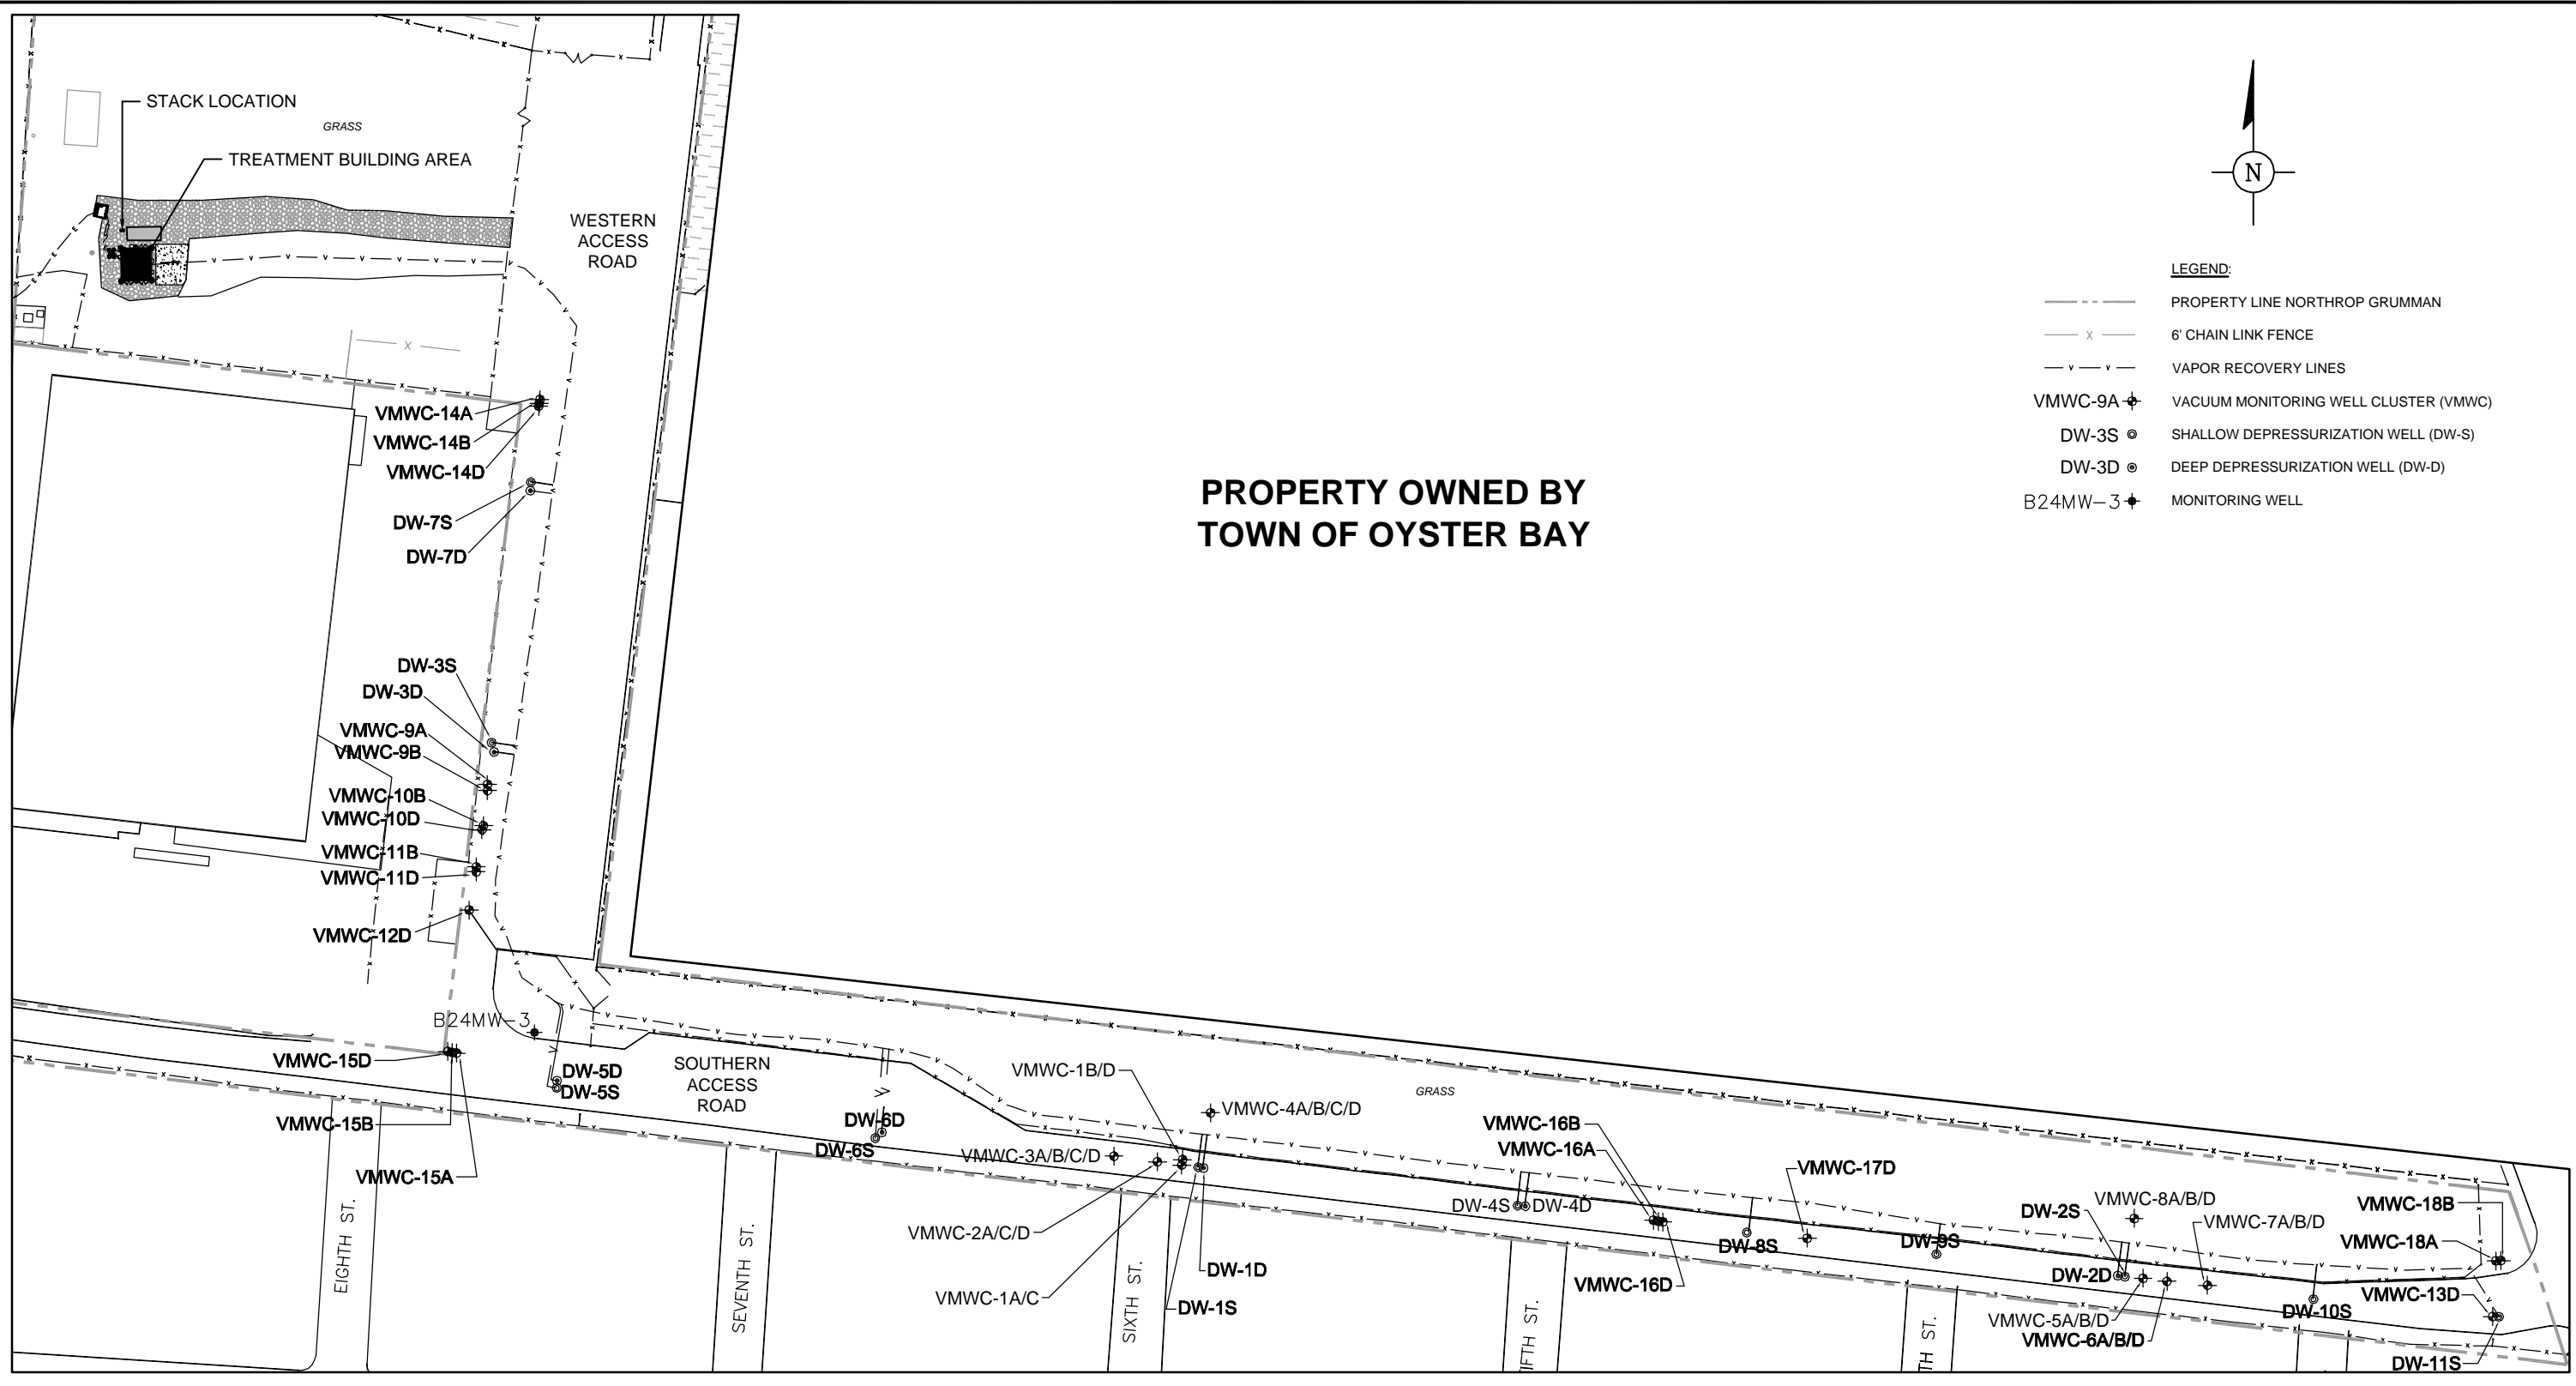 STACK LOCATION
GRASS
TREATMENT BUILDING AREA
WESTERN
ACCESS
ROAD
N
LEGEND:
PROPERTY LINE NORTHROP GRUMMAN
X
6' CHAIN LINK FENCE
V V
VAPOR RECOVERY LINES
VMWC-9A
VACUUM MONITORING WELL CLUSTER (VMWC)
DW-3S
SHALLOW DEPRESSURIZATION WELL (DW-S)
DW-3D
DEEP DEPRESSURIZATION WELL (DW-D)
B24MW-3
MONITORING WELL
PROPERTY OWNED BY
TOWN OF OYSTER BAY
VMWC-14A
VMWC-14B
VMWC-14D
DW-7S
DW-7D
DW-3S
DW-3D
VMWC-9A
VMWC-9B
VMWC-10B
VMWC-10D
VMWC-11B
VMWC-11D
VMWC-12D
B24MW-3
VMWC-15D
VMWC-15B
VMWC-15A
DW-5D
DW-5S
SOUTHERN
ACCESS
ROAD
DW-6D
DW-6S
VMWC-1B/D
VMWC-4A/B/C/D
VMWC-3A/B/C/D
VMWC-2A/C/D
VMWC-1A/C
DW-1D
DW-1S
GRASS
VMWC-16B
VMWC-16A
DW-4S
DW-4D
VMWC-16D
VMWC-17D
DW-8S
DW-9S
DW-2S
VMWC-8A/B/D
VMWC-7A/B/D
DW-2D
VMWC-5A/B/D
VMWC-6A/B/D
VMWC-18B
VMWC-18A
VMWC-13D
DW-10S
DW-11S
EIGHTH ST.
SEVENTH ST.
SIXTH ST.
IFTH ST.
TH ST.